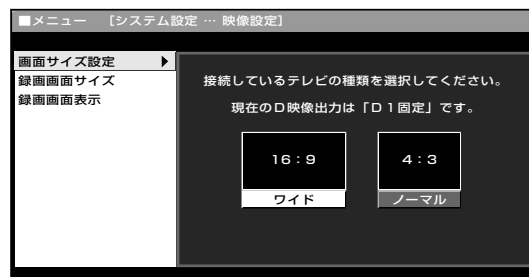 ■メニュー [システム設定 … 映像設定]
画面サイズ設定 ▶
録画画面サイズ
録画画面表示
接続しているテレビの種類を選択してください。
現在のD映像出力は「D1固定」です。
16:9 4:3
ワイド ノーマル